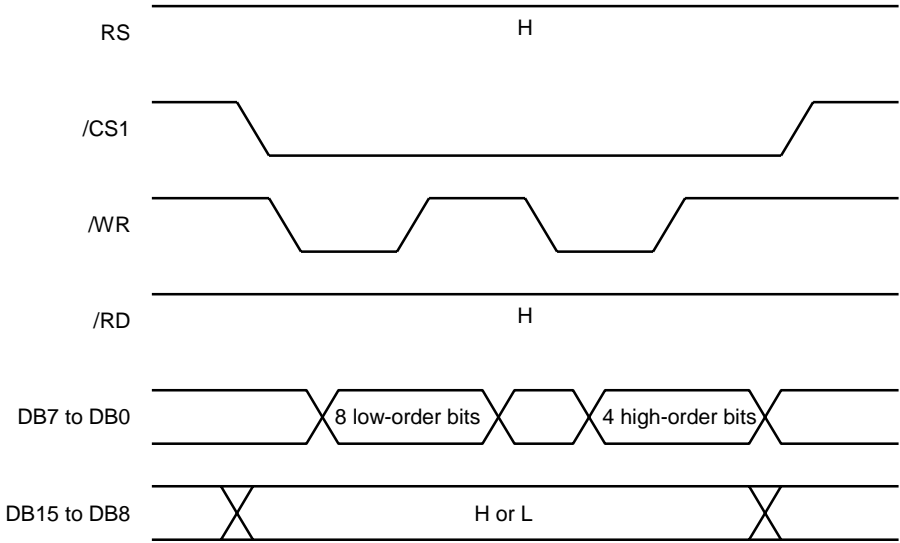 RS
H
/CS1
/WR
/RD
H
DB7 to DB0
8 low-order bits
4 high-order bits
DB15 to DB8
H or L